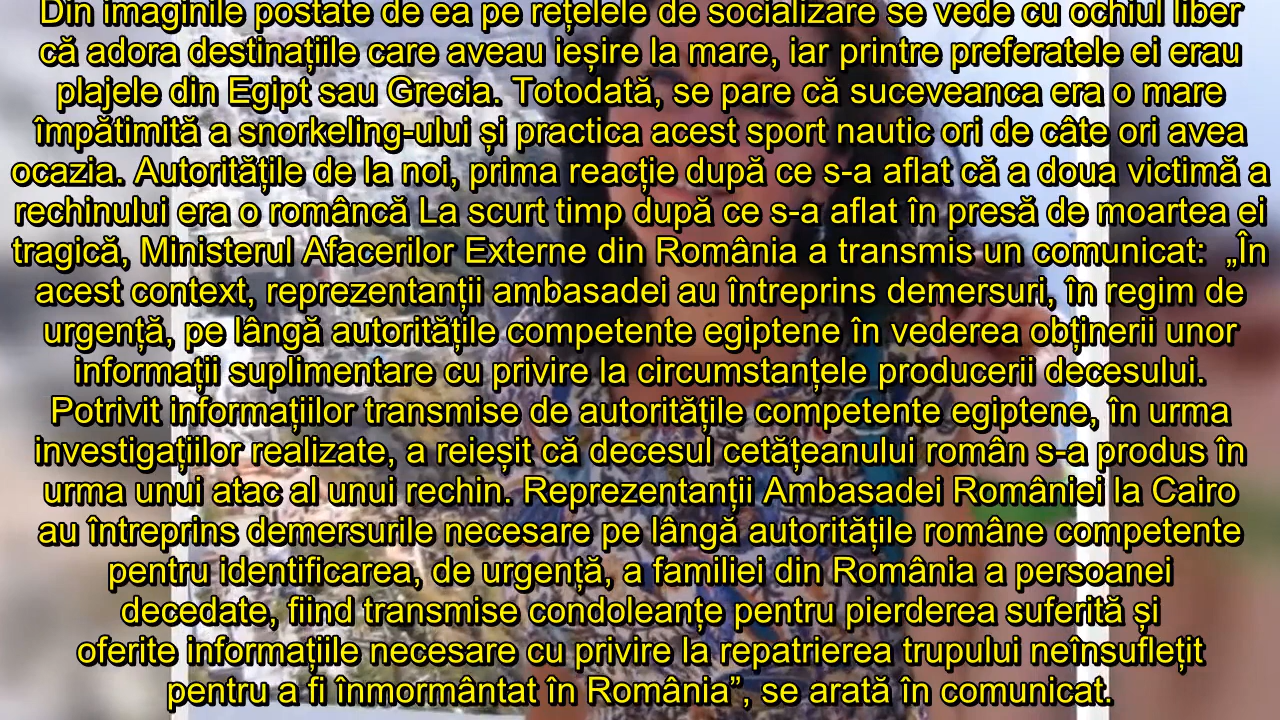 Din imaginile postate de ea pe rețelele de socializare se vede cu ochiul liber
că adora destinațiile care aveau ieșire la mare, iar printre preferatele ei erau
plajele din Egipt sau Grecia. Totodată, se pare că suceveanca era o mare
împătimită a snorkeling-ului și practica acest sport nautic ori de câte ori avea
ocazia. Autoritățile de la noi, prima reacție după ce s-a aflat că a doua victimă a
rechinului era o româncă La scurt timp după ce s-a aflat în presă de moartea ei
tragică, Ministerul Afacerilor Externe din România a transmis un comunicat:  „În
acest context, reprezentanții ambasadei au întreprins demersuri, în regim de
urgență, pe lângă autoritățile competente egiptene în vederea obținerii unor
informații suplimentare cu privire la circumstanțele producerii decesului.
Potrivit informațiilor transmise de autoritățile competente egiptene, în urma
investigațiilor realizate, a reieșit că decesul cetățeanului român s-a produs în
urma unui atac al unui rechin. Reprezentanții Ambasadei României la Cairo
au întreprins demersurile necesare pe lângă autoritățile române competente
pentru identificarea, de urgență, a familiei din România a persoanei
decedate, fiind transmise condoleanțe pentru pierderea suferită și
oferite informațiile necesare cu privire la repatrierea trupului neînsuflețit
pentru a fi înmormântat în România”, se arată în comunicat.